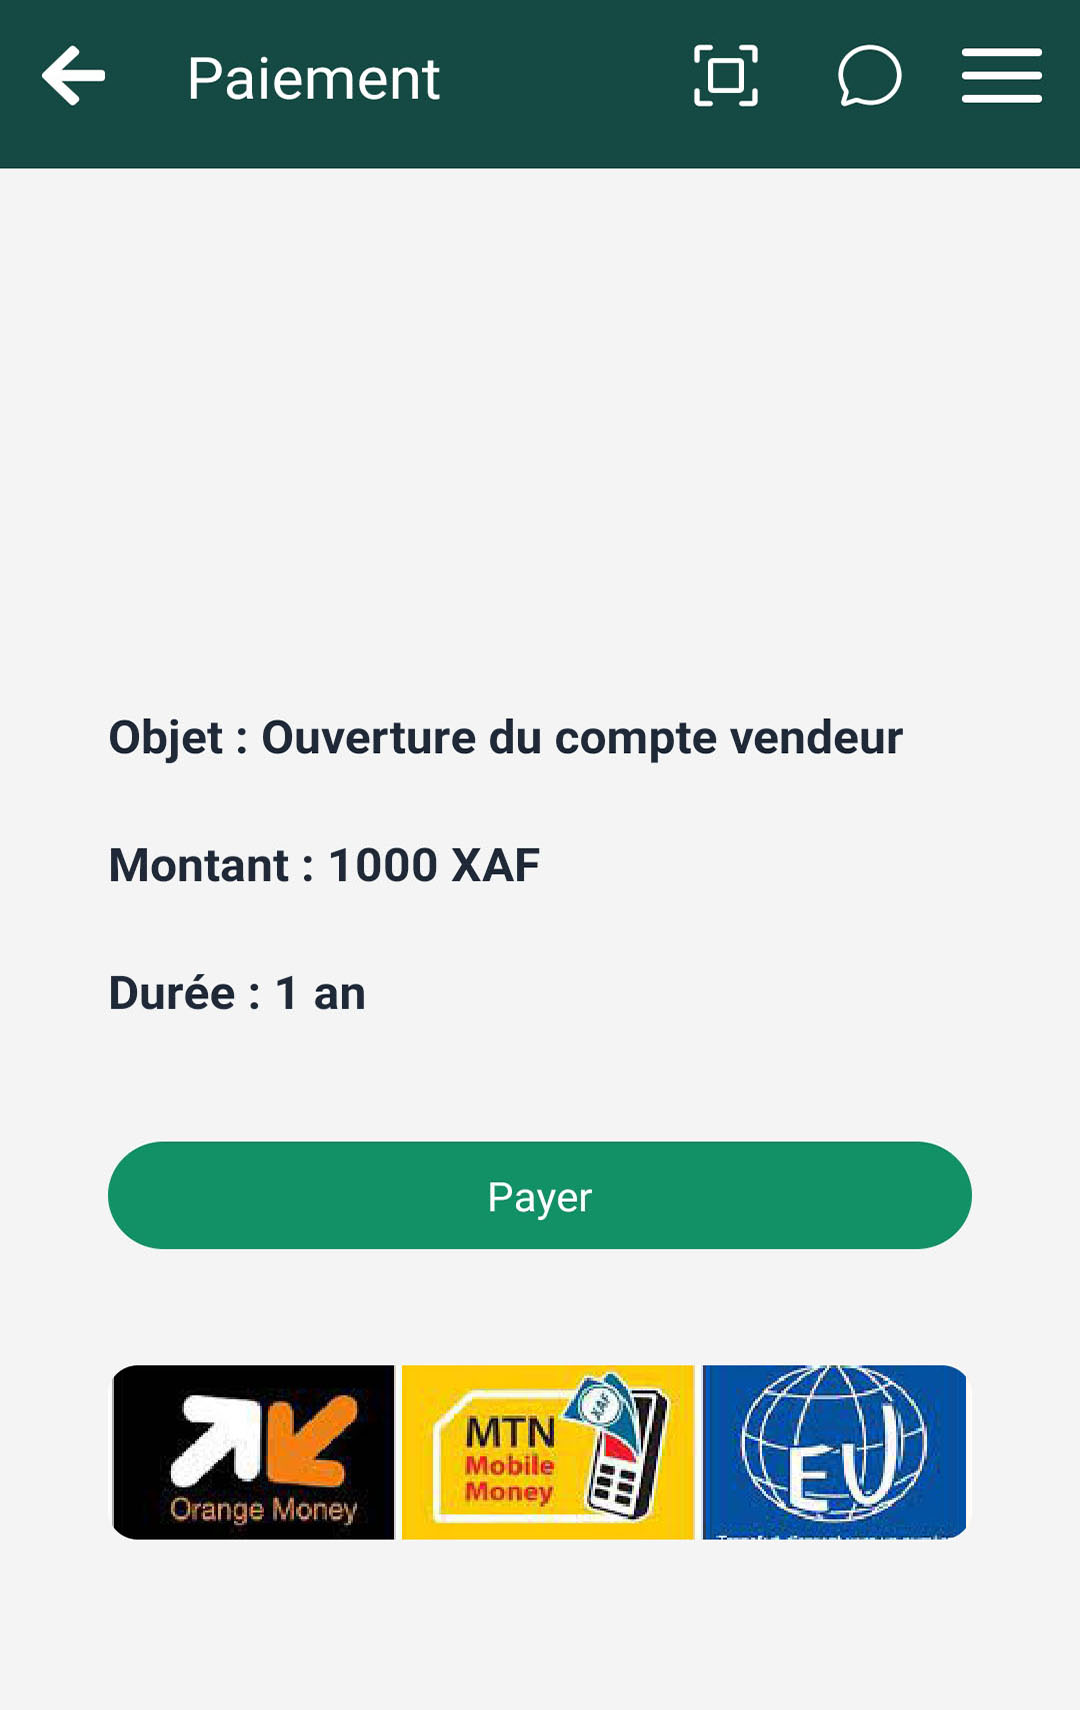 Paiement
Objet : Ouverture du compte vendeur
Montant : 1000 XAF
Durée : 1 an
Payer
Orange Money
MTN
Mobile
Money
XAF
EU